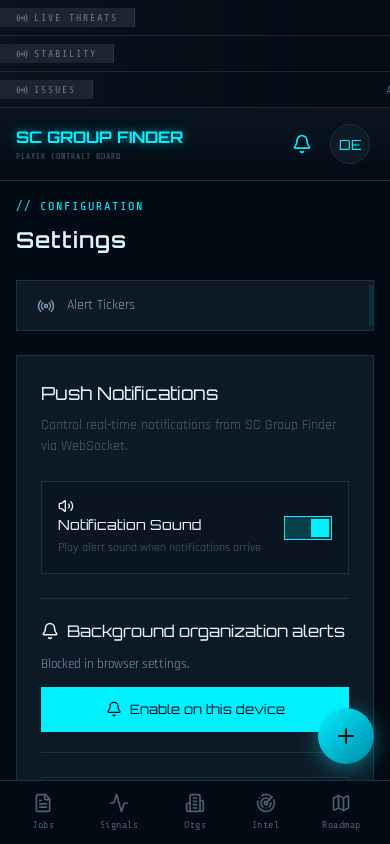 LIVE THREATS
STABILITY
ISSUES
SC GROUP FINDER
PLAYER CONTRACT BOARD
DE
// CONFIGURATION
Settings
Alert Tickers
Push Notifications
Control real-time notifications from SC Group Finder
via WebSocket.
Notification Sound
Play alert sound when notifications arrive
Background organization alerts
Blocked in browser settings.
Enable on this device
Jobs
Signals
Orgs
Intel
Roadmap